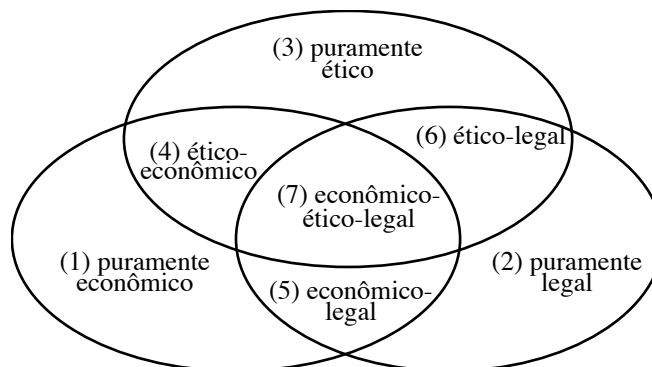 (3) puramente
ético
(4) ético-
econômico
(6) ético-legal
(7) econômico-
ético-legal
(1) puramente
econômico
(2) puramente
legal
(5) econômico-
legal